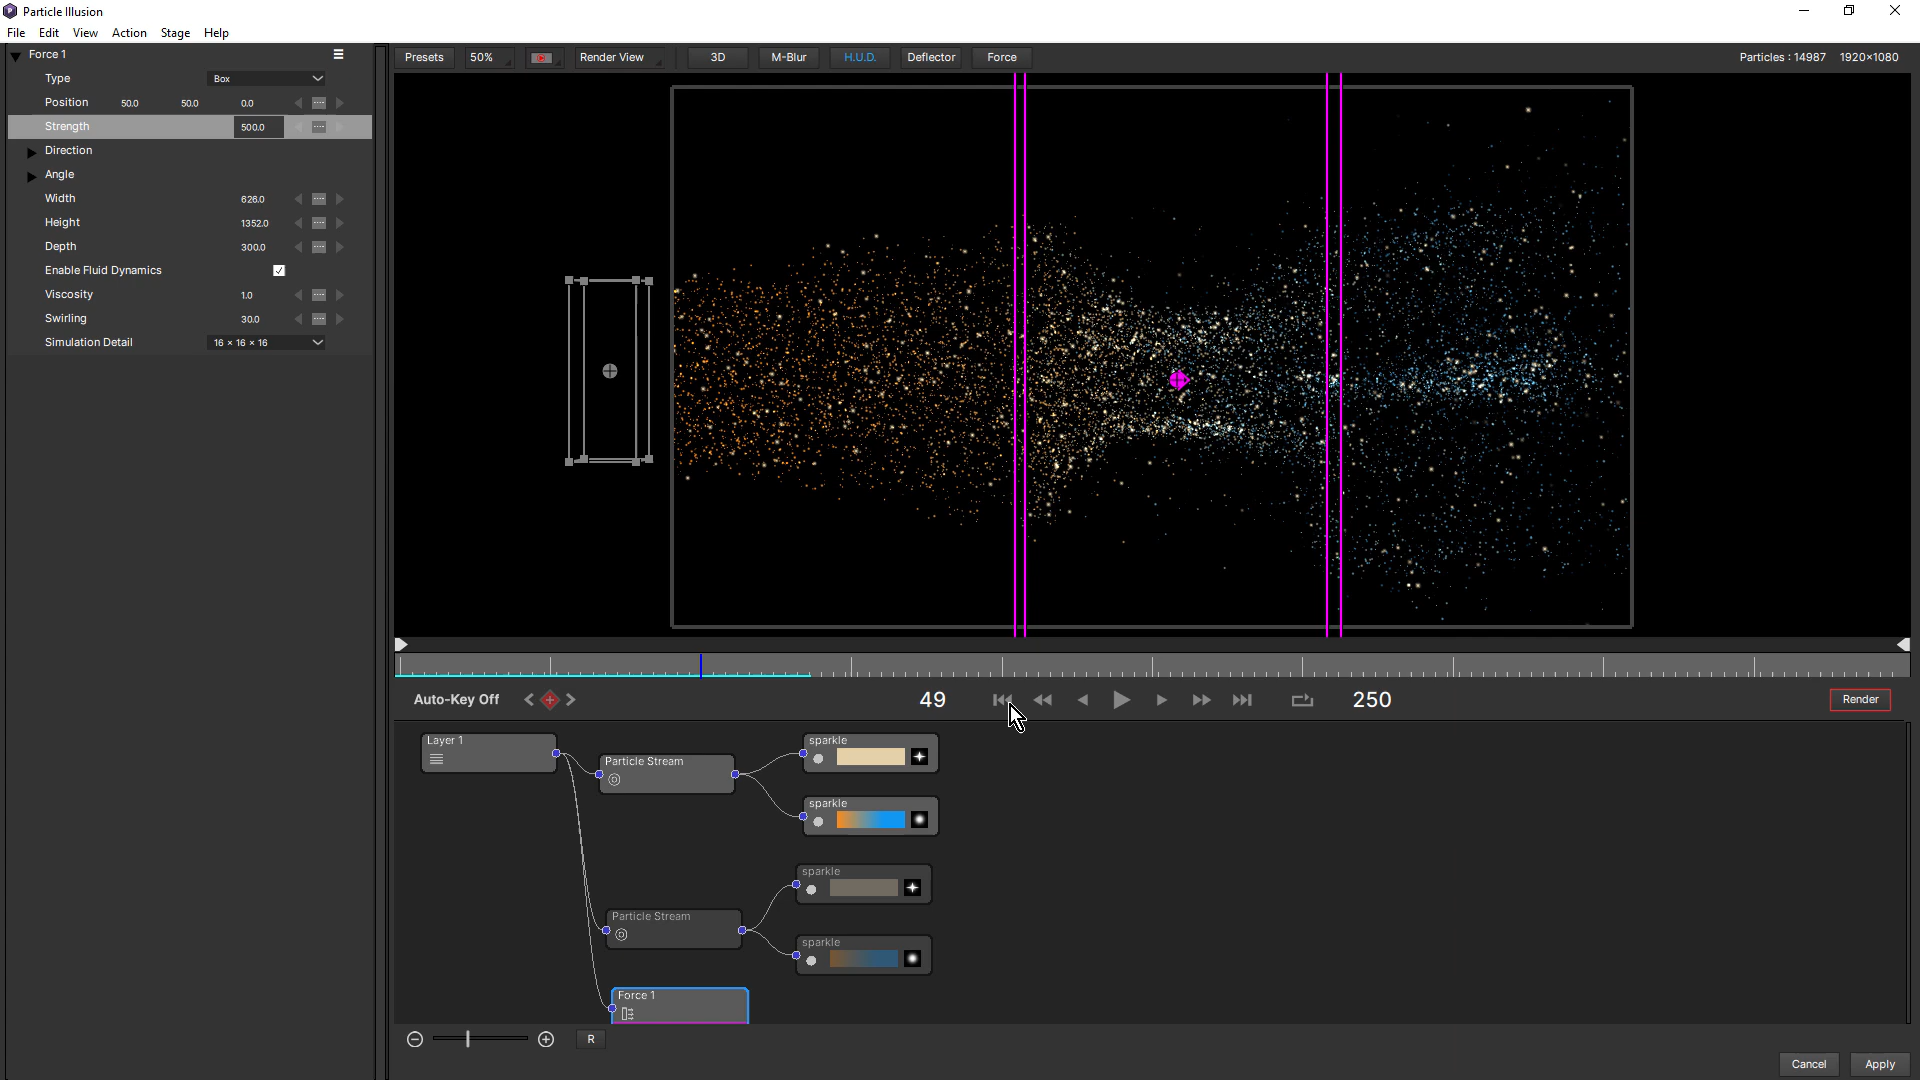 Particle Illusion
File Edit View Action Stage Help
Force 1
Type Box
Position 50.0 50.0 0.0
Strength 500.0
Direction
Angle
Width 626.0
Height 1352.0
Depth 300.0
Enable Fluid Dynamics
Viscosity 1.0
Swirling 30.0
Simulation Detail 16 × 16 × 16
Presets 50% Render View 3D M-Blur H.U.D. Deflector Force Particles : 14987 1920×1080
Auto-Key Off 49 250 Render
Layer 1
Particle Stream
sparkle
sparkle
Particle Stream
sparkle
sparkle
Force 1
R
Cancel Apply